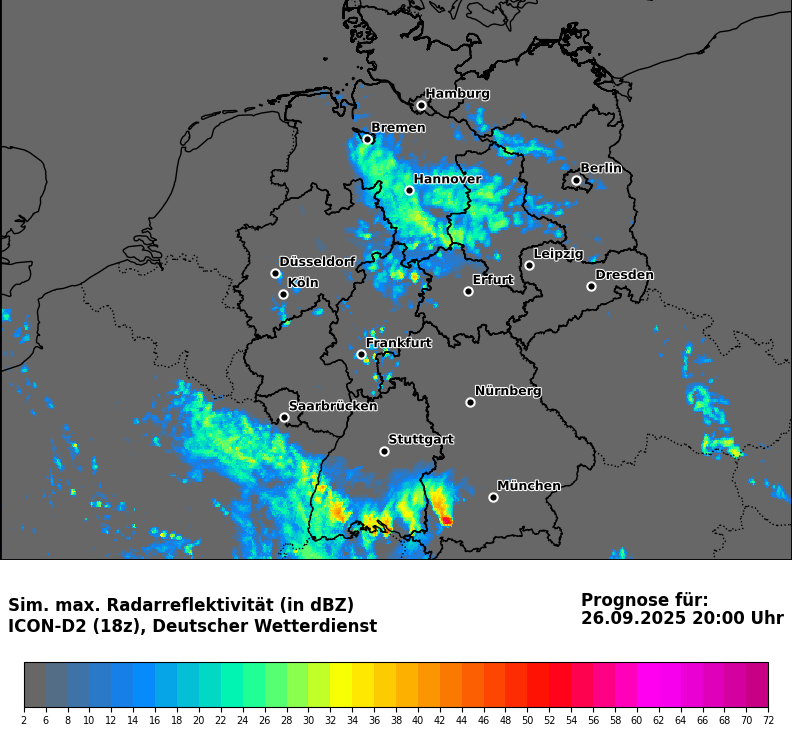 Hamburg
Bremen
Berlin
Hannover
Leipzig
Düsseldorf
Dresden
Köln
Erfurt
Frankfurt
Nürnberg
Saarbrücken
Stuttgart
München
Sim. max. Radarreflektivität (in dBZ)
ICON-D2 (18z), Deutscher Wetterdienst
Prognose für:
26.09.2025 20:00 Uhr
2 6 8 10 12 14 16 18 20 22 24 26 28 30 32 34 36 38 40 42 44 46 48 50 52 54 56 58 60 62 64 66 68 70 72